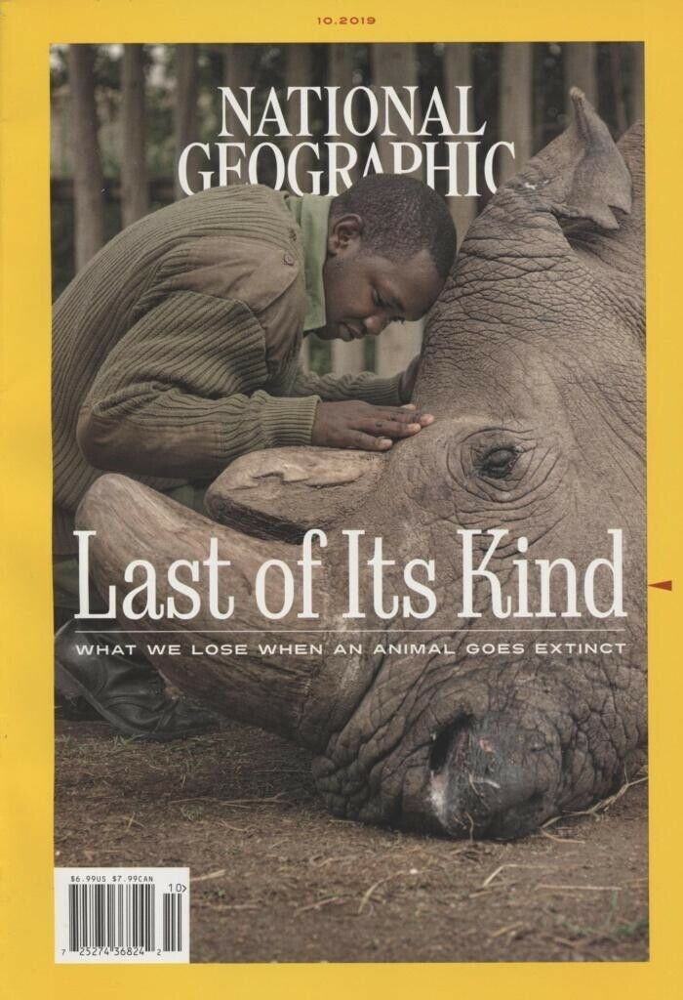 10.2019
NATIONAL
GEOGRAPHIC
Last of Its Kind
WHAT WE LOSE WHEN AN ANIMAL GOES EXTINCT
$6.99US $7.99CAN
10>
7 25274 36824 2